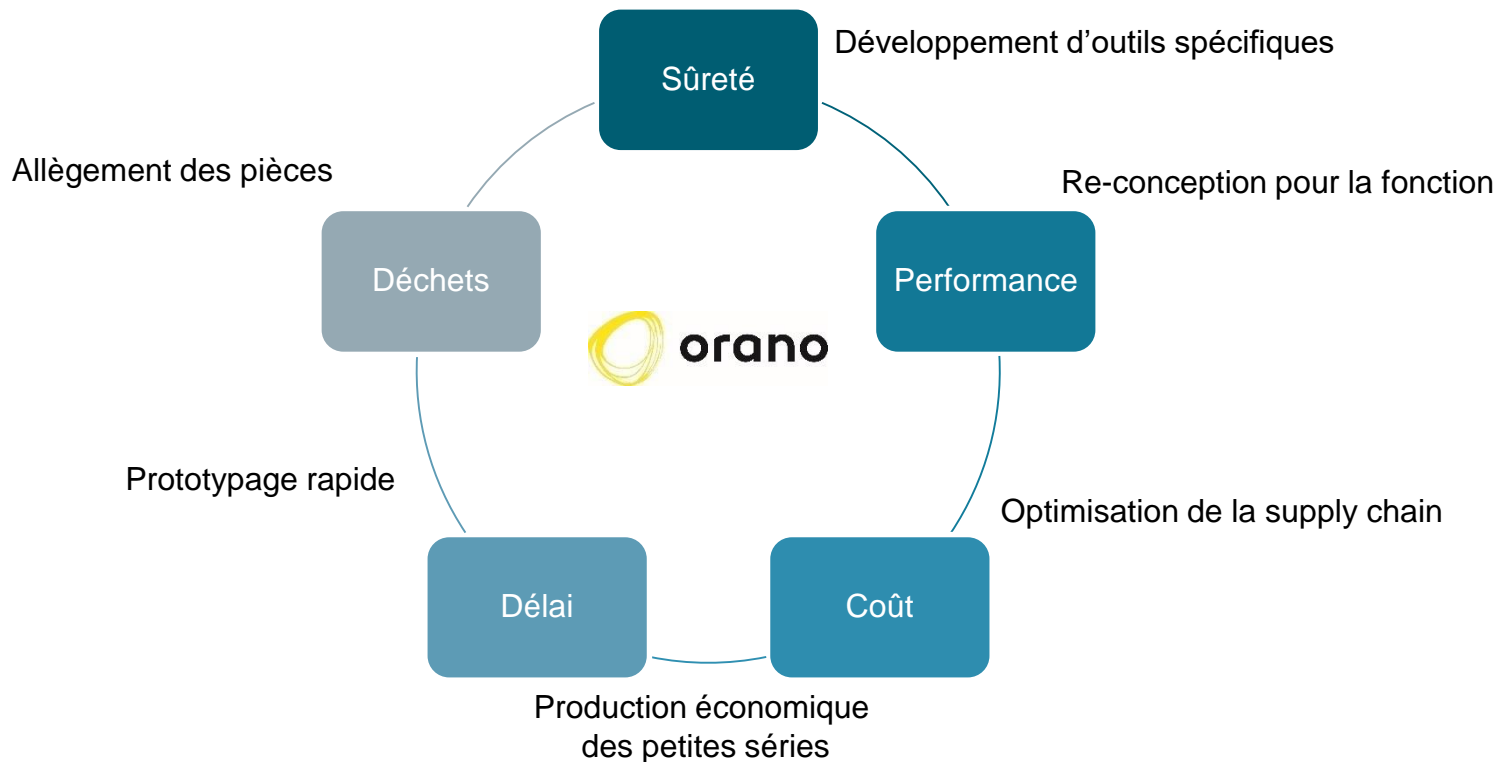 Sûreté
Développement d’outils spécifiques
Allègement des pièces
Re-conception pour la fonction
Déchets
Performance
orano
Prototypage rapide
Optimisation de la supply chain
Délai
Coût
Production économique
des petites séries